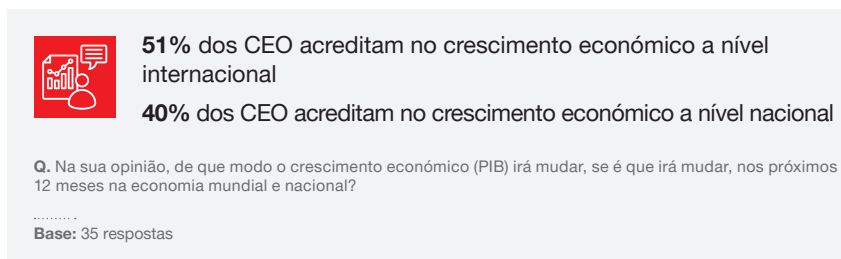 51% dos CEO acreditam no crescimento económico a nível
internacional
40% dos CEO acreditam no crescimento económico a nível nacional
Q. Na sua opinião, de que modo o crescimento económico (PIB) irá mudar, se é que irá mudar, nos próximos
12 meses na economia mundial e nacional?
Base: 35 respostas